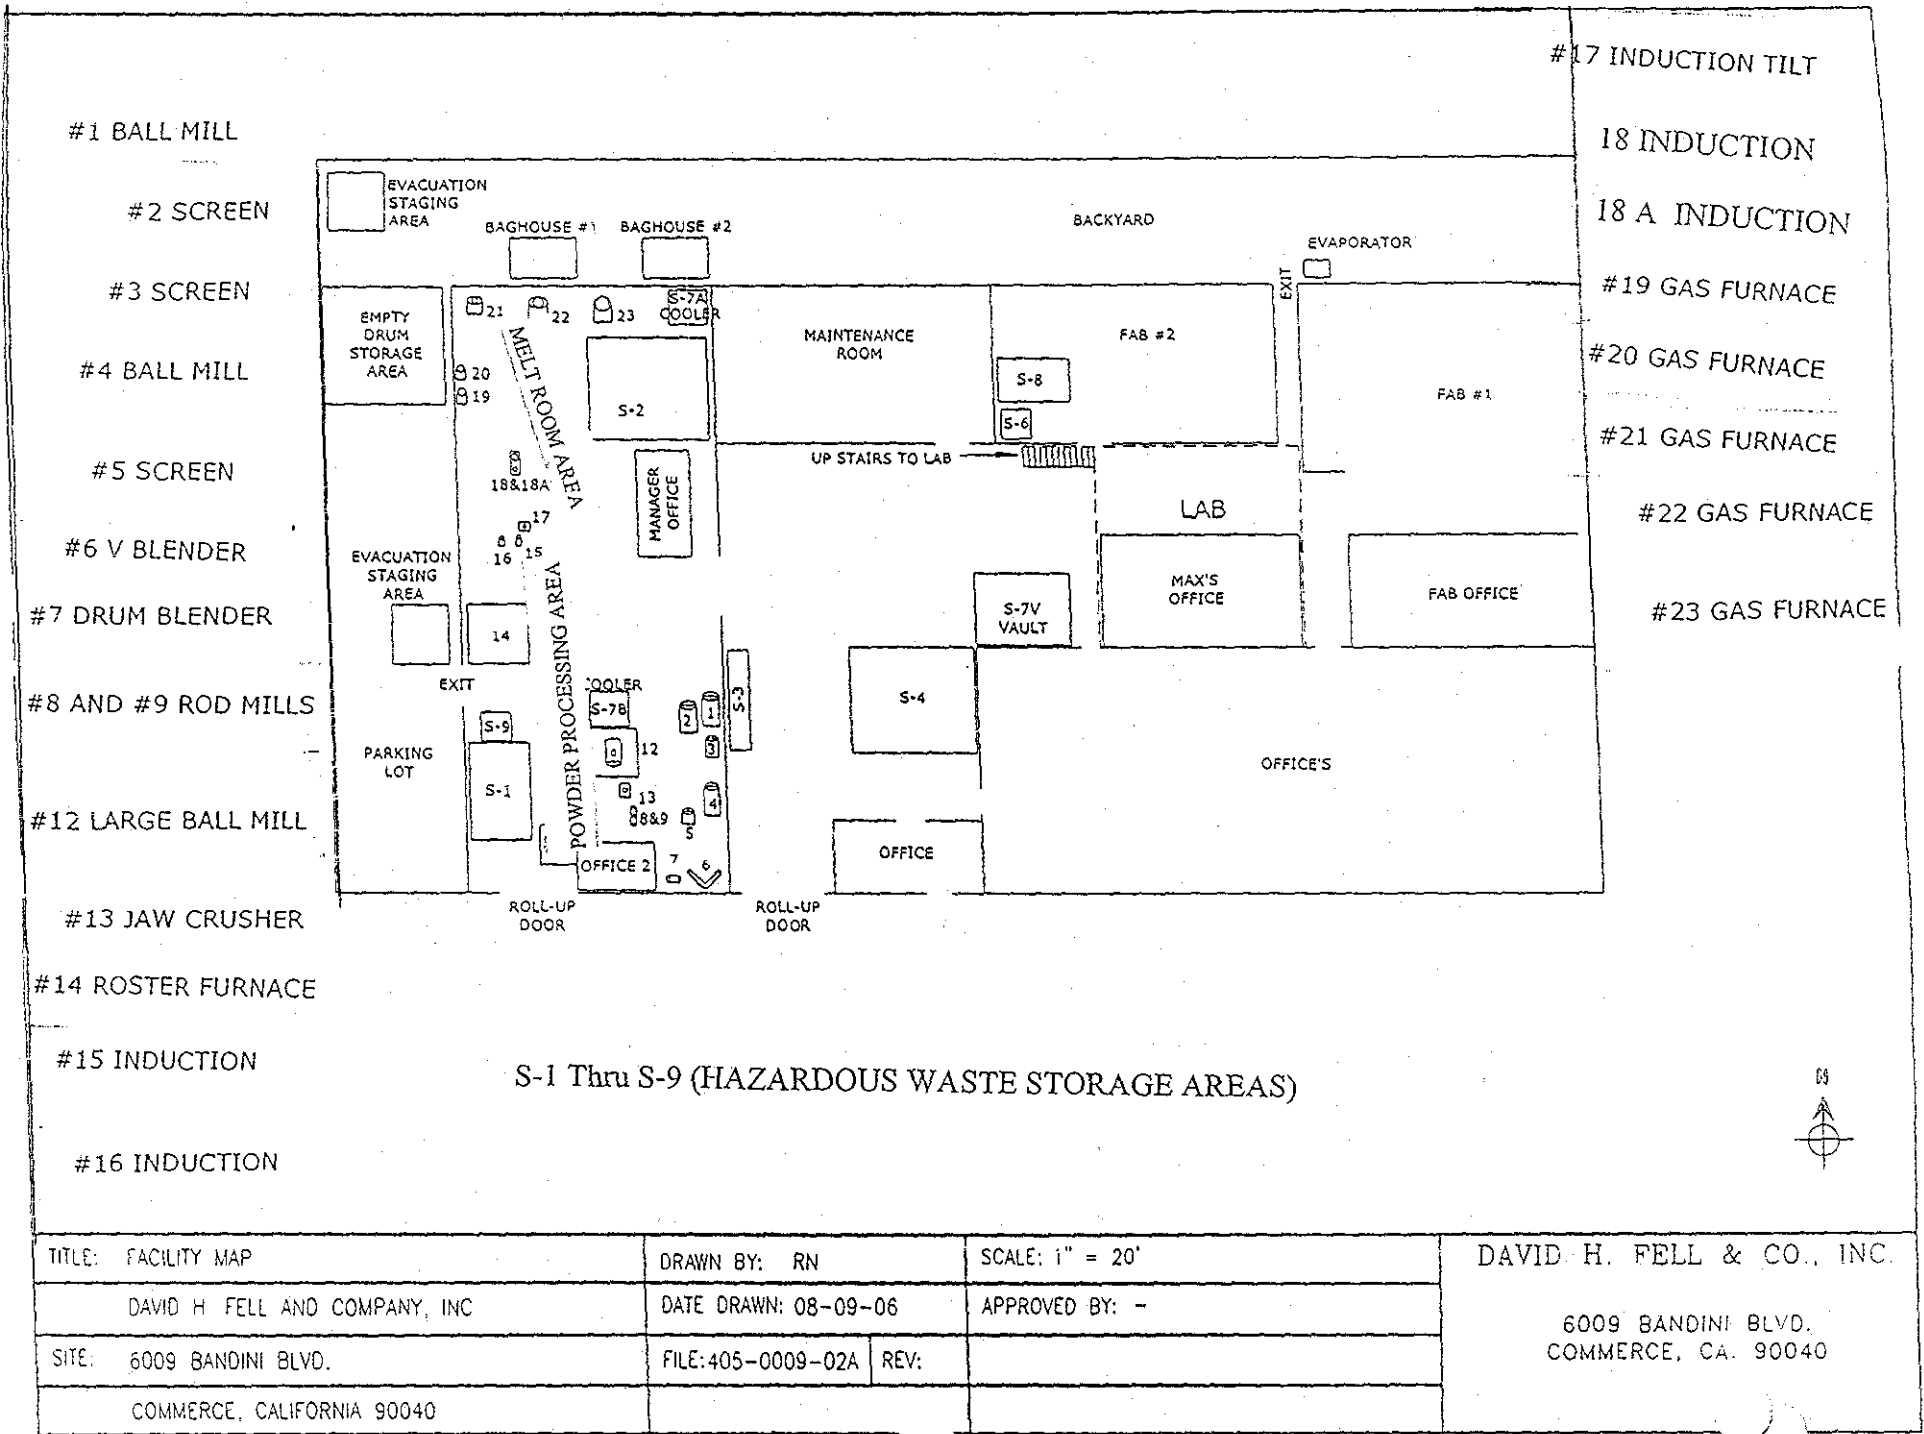 #17 INDUCTION TILT
#1 BALL MILL
18 INDUCTION
#2 SCREEN
18 A INDUCTION
#3 SCREEN
#19 GAS FURNACE
#4 BALL MILL
#20 GAS FURNACE
#5 SCREEN
#21 GAS FURNACE
#6 V BLENDER
#22 GAS FURNACE
#7 DRUM BLENDER
#23 GAS FURNACE
#8 AND #9 ROD MILLS
#12 LARGE BALL MILL
#13 JAW CRUSHER
#14 ROSTER FURNACE
#15 INDUCTION
#16 INDUCTION
EVACUATION
STAGING
AREA
BAGHOUSE #1
BAGHOUSE #2
BACKYARD
EVAPORATOR
EXIT
EMPTY
DRUM
STORAGE
AREA
21
22
23
S-7A
COOLER
MAINTENANCE
ROOM
FAB #2
FAB #1
20
19
MELT ROOM AREA
S-2
S-8
S-6
UP STAIRS TO LAB
18&18A
MANAGER
OFFICE
LAB
17
16
15
EVACUATION
STAGING
AREA
14
POWDER PROCESSING AREA
S-7V
VAULT
MAX'S
OFFICE
FAB OFFICE
EXIT
COOLER
S-7B
2
1
3
S-3
S-4
S-9
12
PARKING
LOT
S-1
13
8&9
4
5
OFFICE'S
OFFICE 2
7
6
OFFICE
ROLL-UP
DOOR
ROLL-UP
DOOR
S-1 Thru S-9 (HAZARDOUS WASTE STORAGE AREAS)
N
TITLE: FACILITY MAP
DRAWN BY: RN
SCALE: 1" = 20'
DAVID H. FELL & CO., INC.
DAVID H FELL AND COMPANY, INC
DATE DRAWN: 08-09-06
APPROVED BY: -
6009 BANDINI BLVD.
COMMERCE, CA. 90040
SITE: 6009 BANDINI BLVD.
FILE:405-0009-02A
REV:
COMMERCE, CALIFORNIA 90040